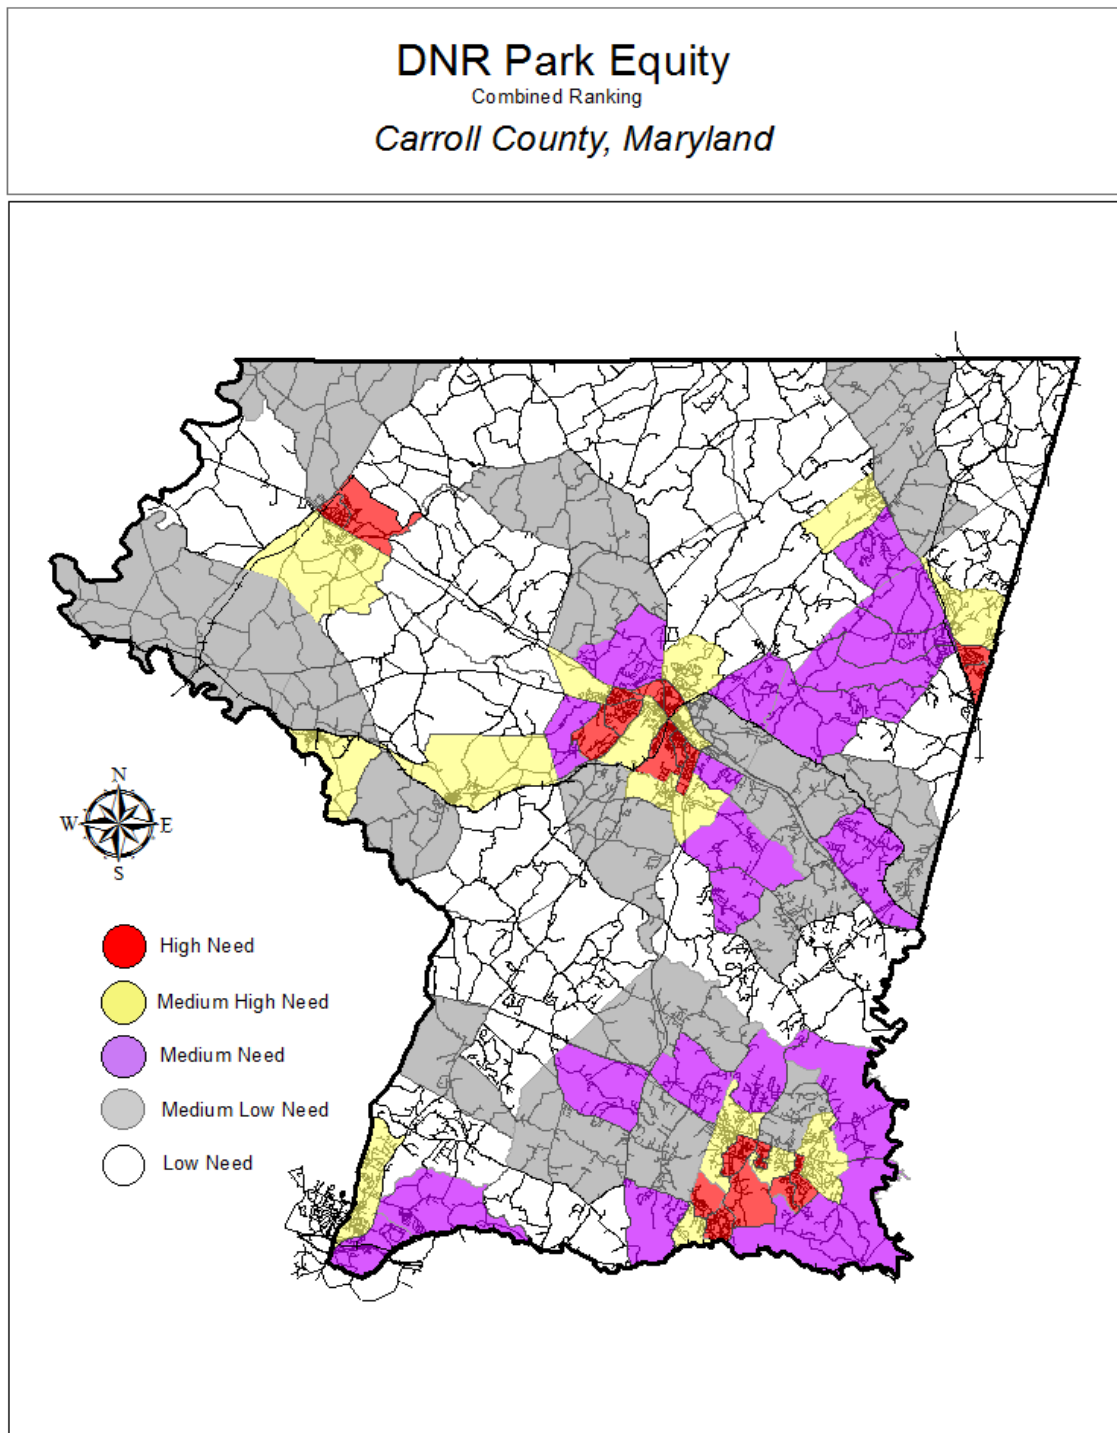 DNR Park Equity
Combined Ranking
Carroll County, Maryland
N
W E
S
High Need
Medium High Need
Medium Need
Medium Low Need
Low Need